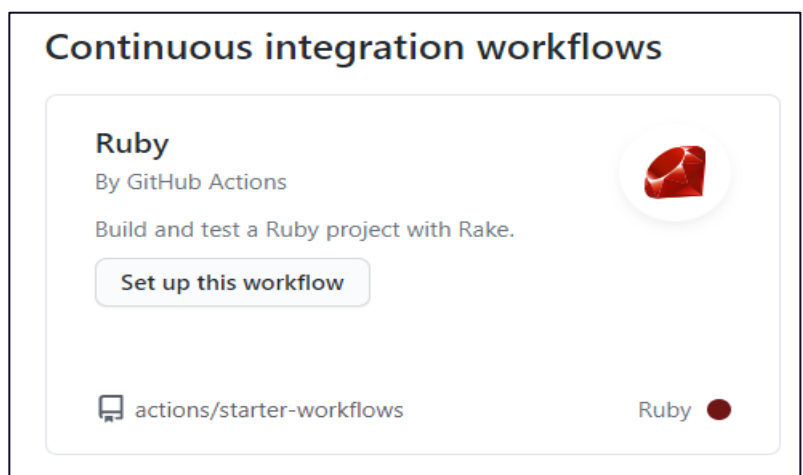 Continuous integration workflows
Ruby
By GitHub Actions
Build and test a Ruby project with Rake.
Set up this workflow
actions/starter-workflows
Ruby